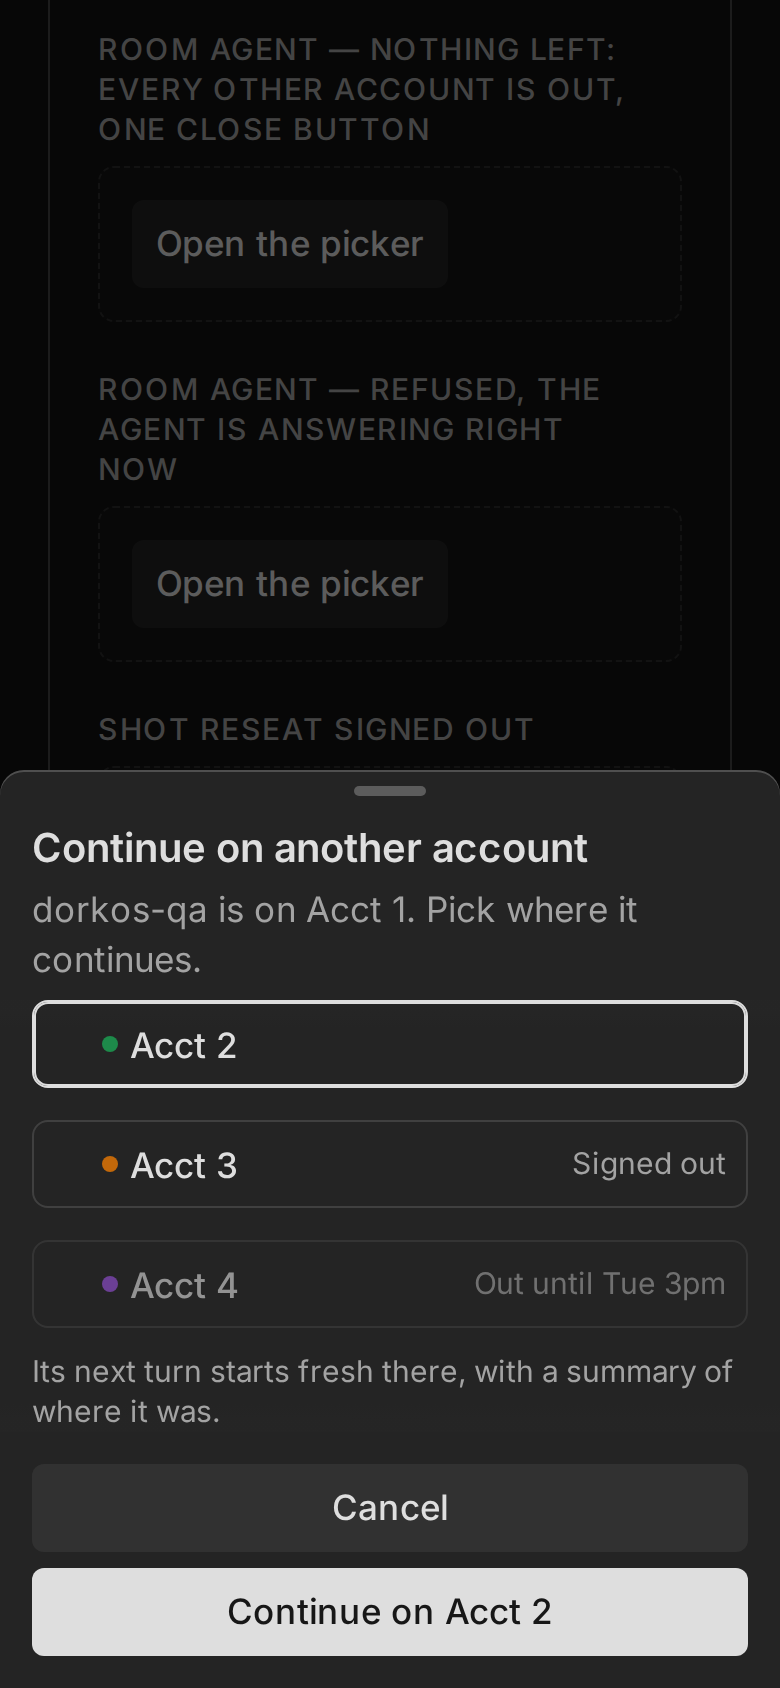 ROOM AGENT — NOTHING LEFT:
EVERY OTHER ACCOUNT IS OUT,
ONE CLOSE BUTTON
Open the picker
ROOM AGENT — REFUSED, THE
AGENT IS ANSWERING RIGHT
NOW
Open the picker
SHOT RESEAT SIGNED OUT
Continue on another account
dorkos-qa is on Acct 1. Pick where it
continues.
Acct 2
Acct 3 Signed out
Acct 4 Out until Tue 3pm
Its next turn starts fresh there, with a summary of
where it was.
Cancel
Continue on Acct 2